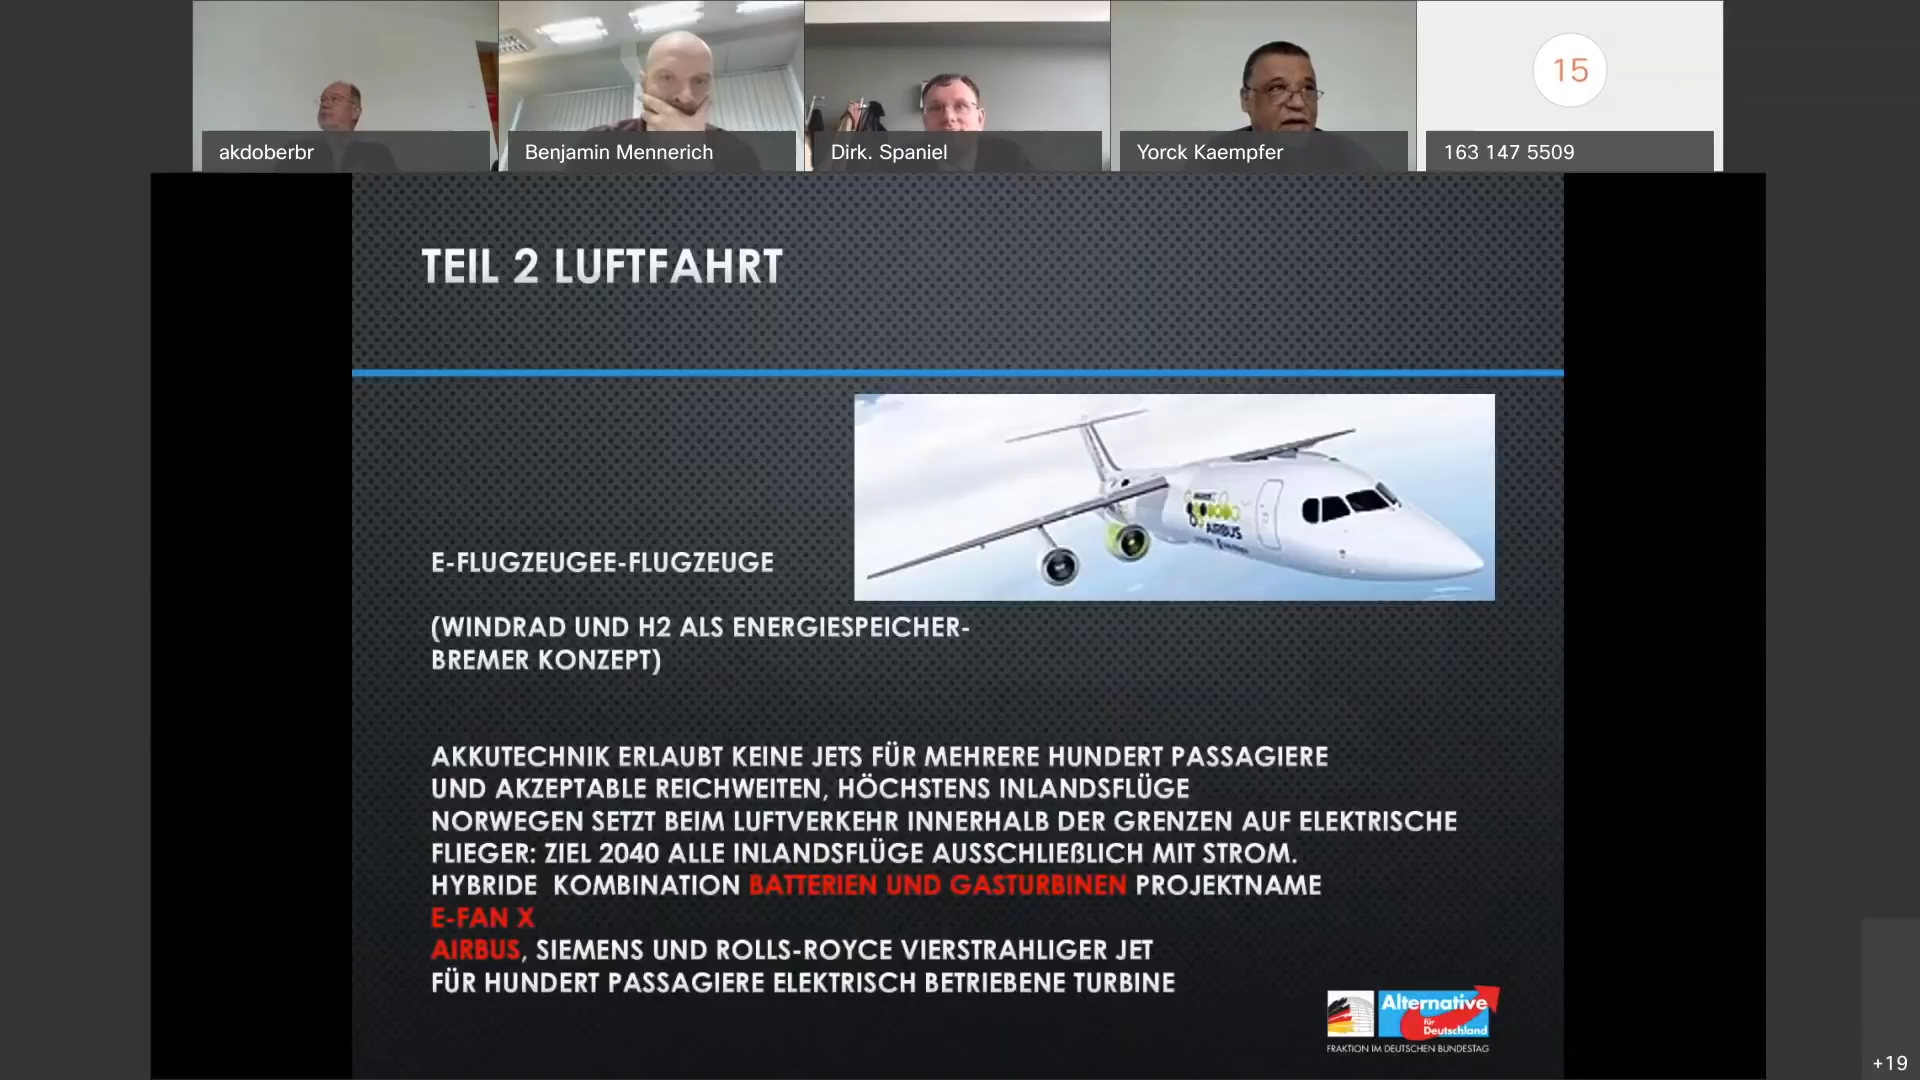 15
akdoberbr
Benjamin Mennerich
Dirk. Spaniel
Yorck Kaempfer
163 147 5509
TEIL 2 LUFTFAHRT
AIRBUS
E-FLUGZEUGEE-FLUGZEUGE
(WINDRAD UND H2 ALS ENERGIESPEICHER-
BREMER KONZEPT)
AKKUTECHNIK ERLAUBT KEINE JETS FÜR MEHRERE HUNDERT PASSAGIERE
UND AKZEPTABLE REICHWEITEN, HÖCHSTENS INLANDSFLÜGE
NORWEGEN SETZT BEIM LUFTVERKEHR INNERHALB DER GRENZEN AUF ELEKTRISCHE
FLIEGER: ZIEL 2040 ALLE INLANDSFLÜGE AUSSCHLIEßLICH MIT STROM.
HYBRIDE KOMBINATION BATTERIEN UND GASTURBINEN PROJEKTNAME
E-FAN X
AIRBUS, SIEMENS UND ROLLS-ROYCE VIERSTRAHLIGER JET
FÜR HUNDERT PASSAGIERE ELEKTRISCH BETRIEBENE TURBINE
Alternative
für
Deutschland
FRAKTION IM DEUTSCHEN BUNDESTAG
+19